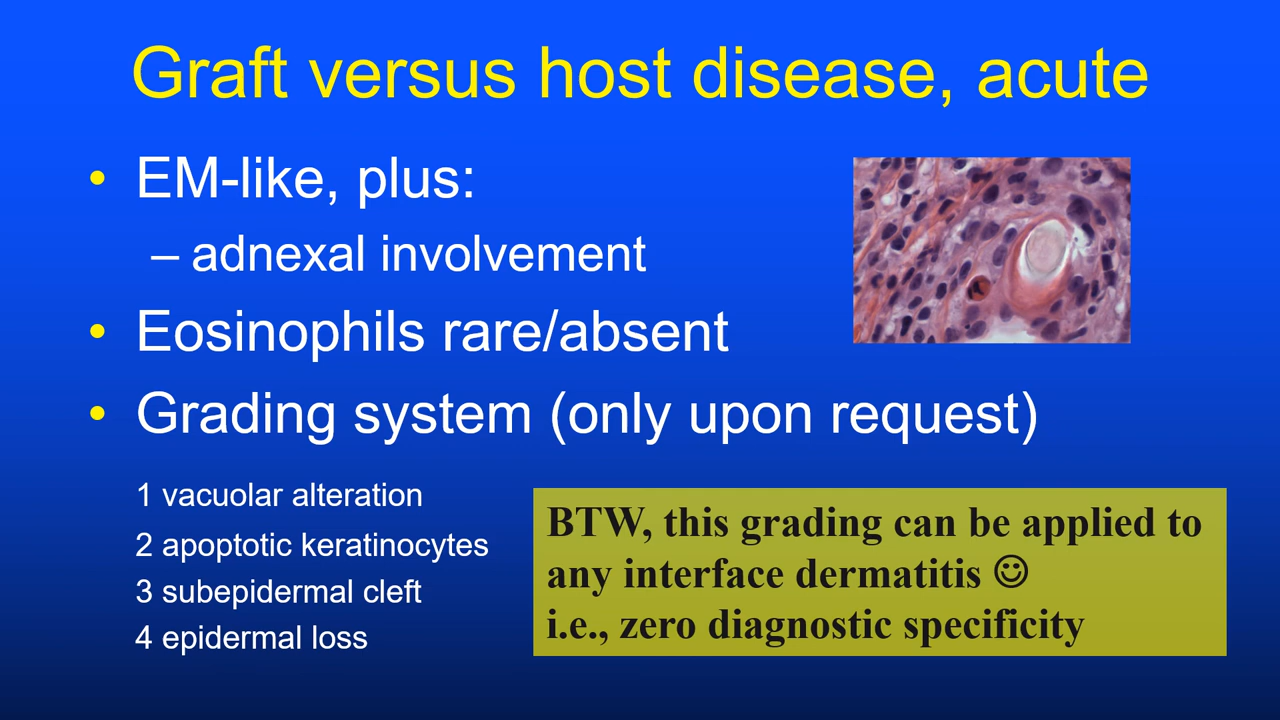 Graft versus host disease, acute
• EM-like, plus:
– adnexal involvement
• Eosinophils rare/absent
• Grading system (only upon request)
1 vacuolar alteration
2 apoptotic keratinocytes
3 subepidermal cleft
4 epidermal loss
BTW, this grading can be applied to
any interface dermatitis ☺
i.e., zero diagnostic specificity